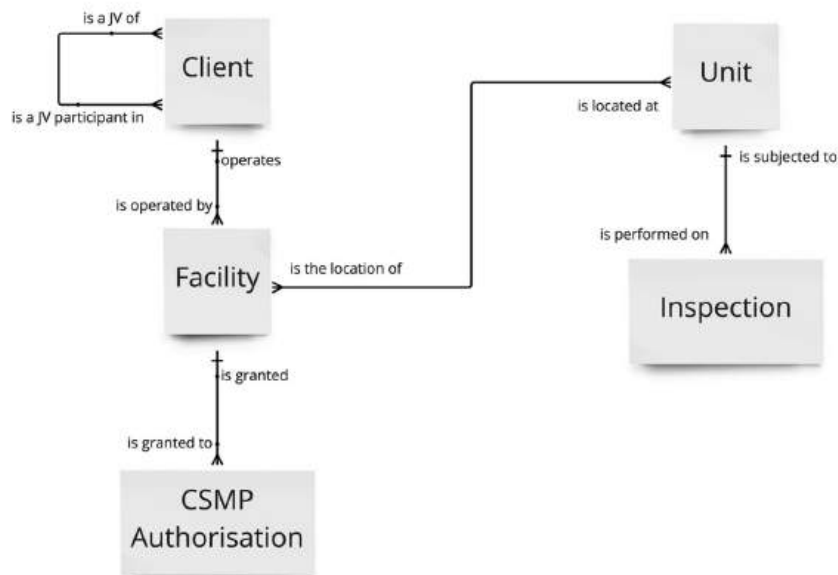 is a JV of
Client
Unit
is located at
is a JV participant in
operates
is subjected to
is operated by
is performed on
Facility
is the location of
Inspection
is granted
is granted to
CSMP
Authorisation